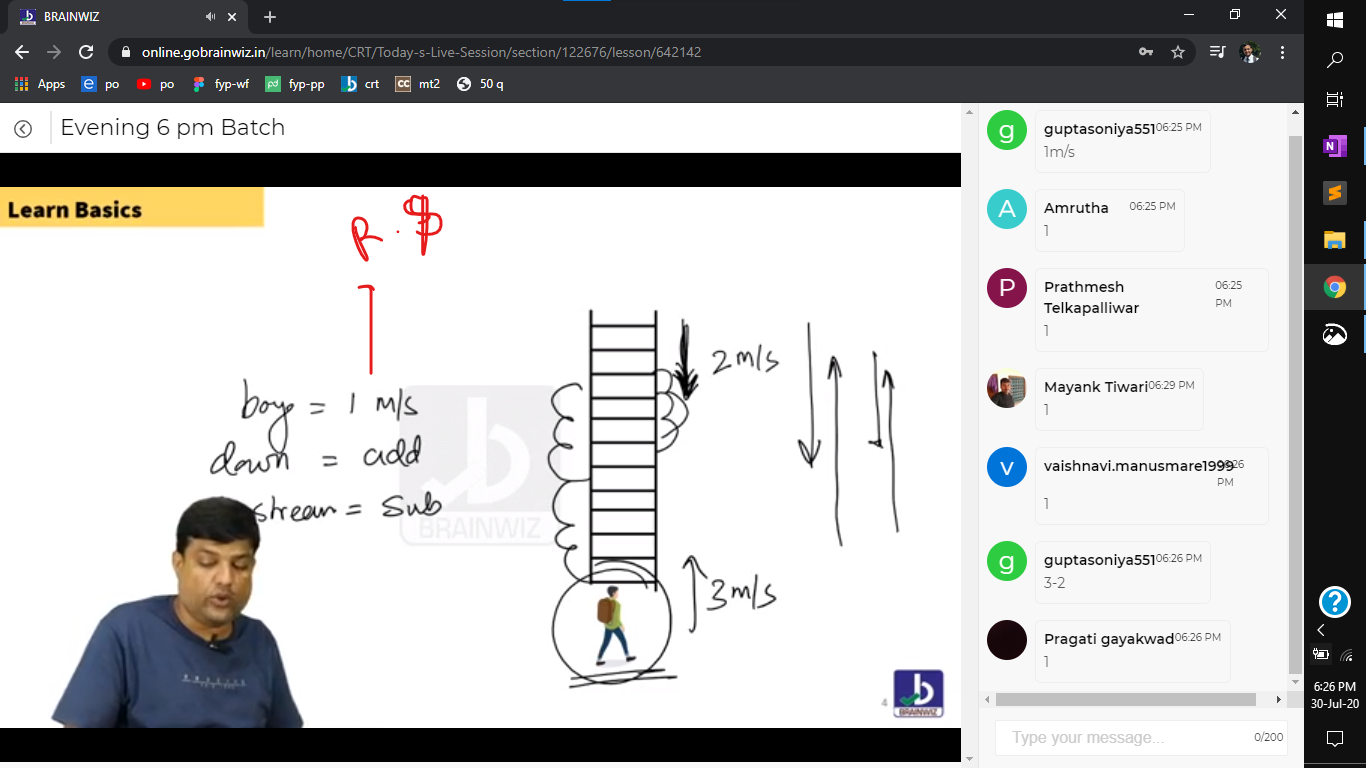 BRAINWIZ
online.gobrainwiz.in/learn/home/CRT/Today-s-Live-Session/section/122676/lesson/642142
Apps po po fyp-wf fyp-pp crt mt2 50 q
Evening 6 pm Batch
Learn Basics
2 m/s
boy = 1 m/s
down = add
stream = sub
BRAINWIZ
3 m/s
4
BRAINWIZ
guptasoniya551 06:25 PM
1m/s
Amrutha 06:25 PM
1
Prathmesh 06:25
Telkapalliwar PM
1
Mayank Tiwari 06:29 PM
1
vaishnavi.manusmare1999 06:26
PM
1
guptasoniya551 06:26 PM
3-2
Pragati gayakwad 06:26 PM
1
Type your message... 0/200
6:26 PM
30-Jul-20